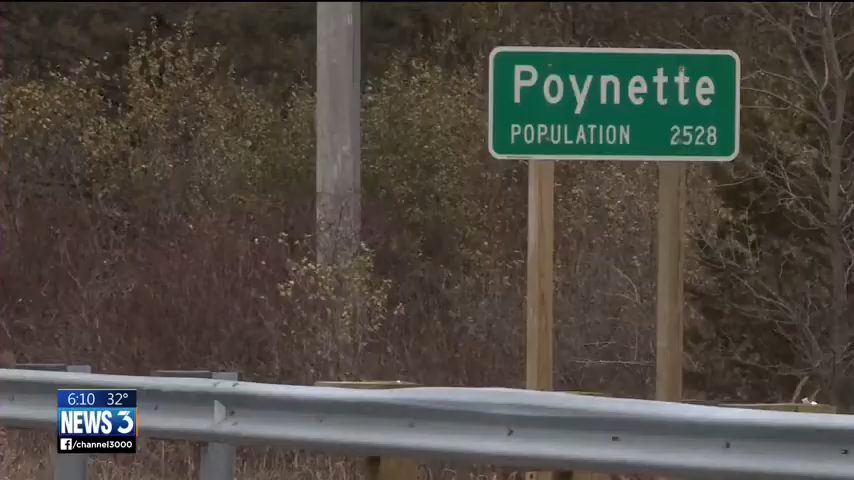 Poynette
POPULATION 2528
6:10 32°
NEWS 3
f/channel3000